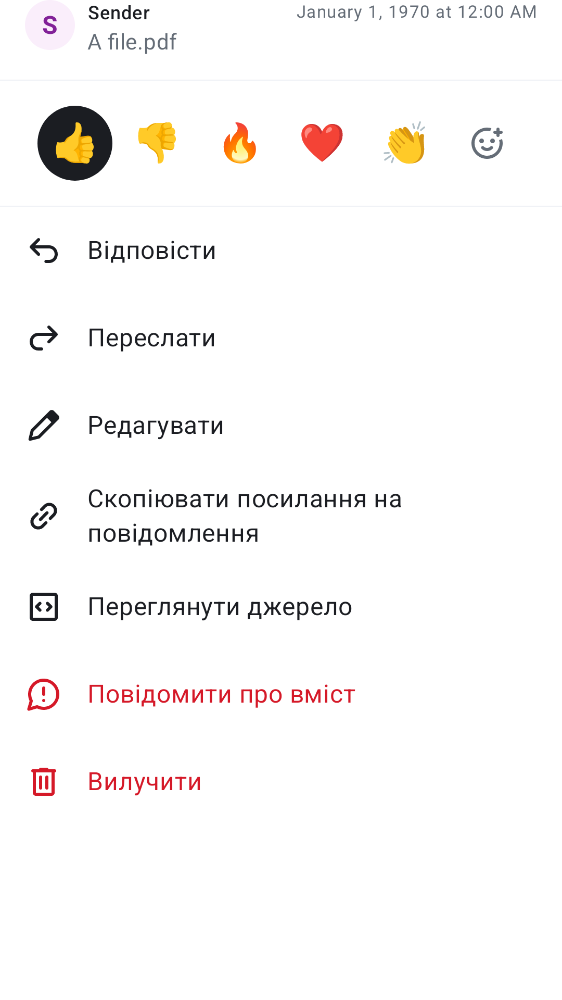 S
Sender
January 1, 1970 at 12:00 AM
A file.pdf
Відповісти
Переслати
Редагувати
Скопіювати посилання на
повідомлення
Переглянути джерело
Повідомити про вміст
Вилучити